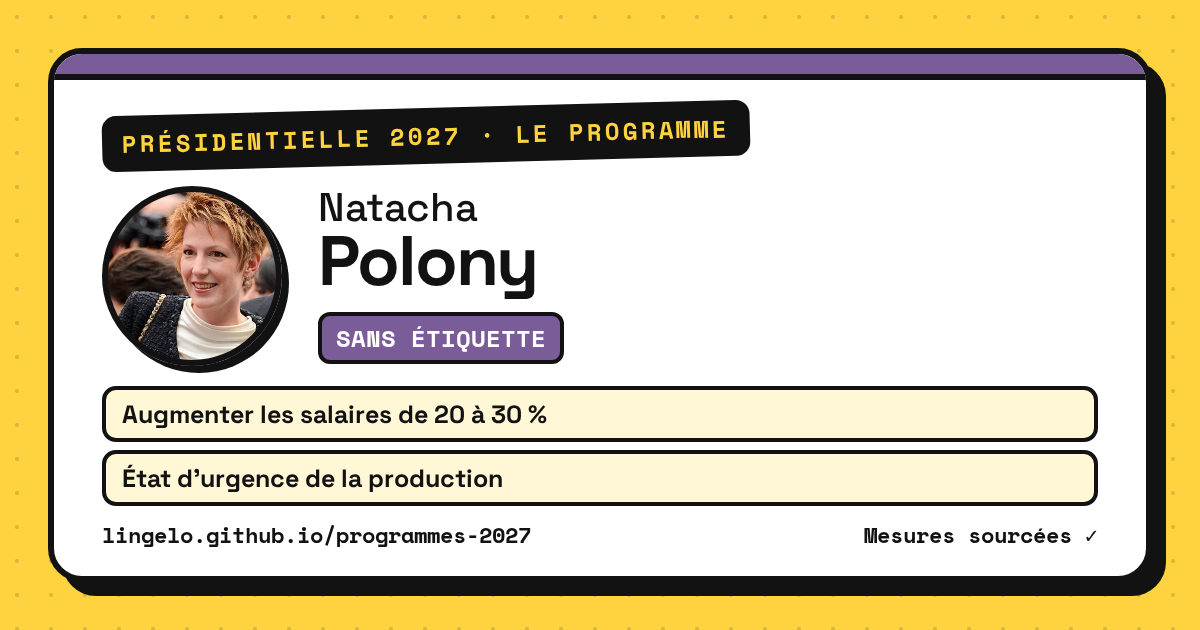 PRÉSIDENTIELLE 2027 · LE PROGRAMME
Natacha
Polony
SANS ÉTIQUETTE
Augmenter les salaires de 20 à 30 %
État d’urgence de la production
lingelo.github.io/programmes-2027
Mesures sourcées ✓